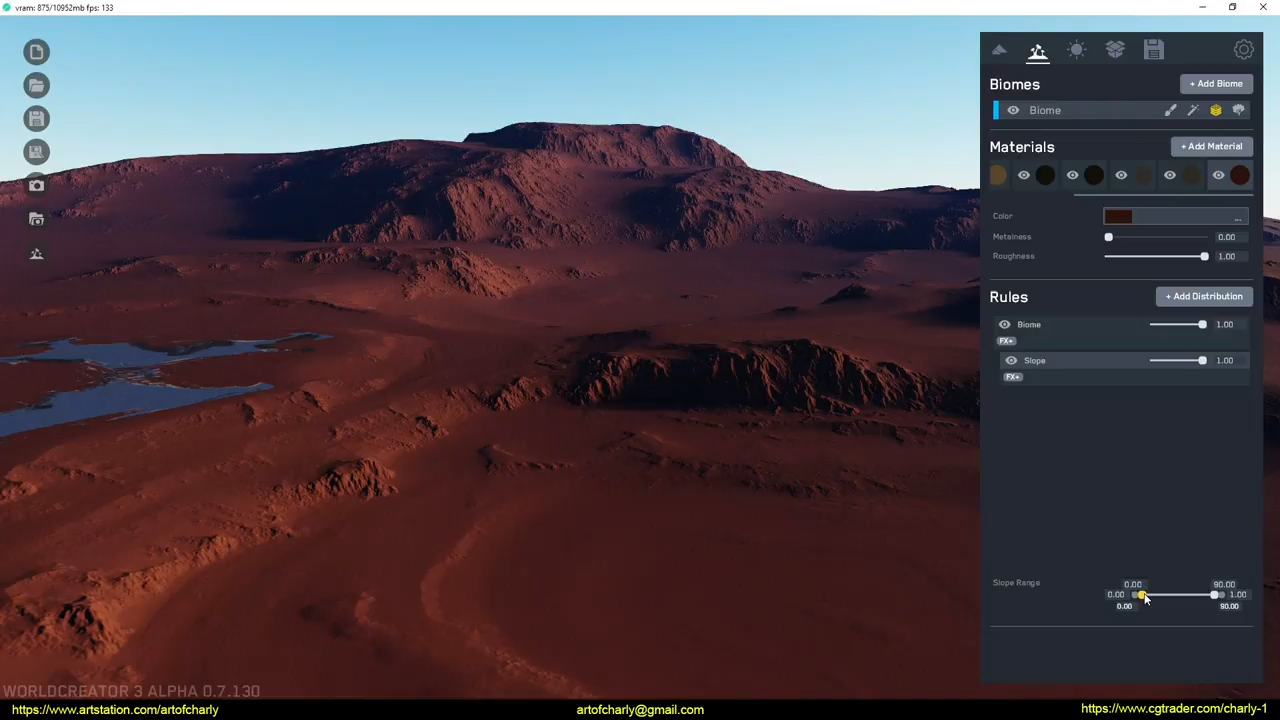 vram: 875/10952mb fps: 133
Biomes
+ Add Biome
Biome
Materials
+ Add Material
Color
...
Metalness
0.00
Roughness
1.00
Rules
+ Add Distribution
Biome
1.00
FX+
Slope
1.00
FX+
Slope Range
0.00
90.00
0.00
1.00
0.00
90.00
WORLDCREATOR 3 ALPHA 0.7.130
https://www.artstation.com/artofcharly
artofcharly@gmail.com
https://www.cgtrader.com/charly-1